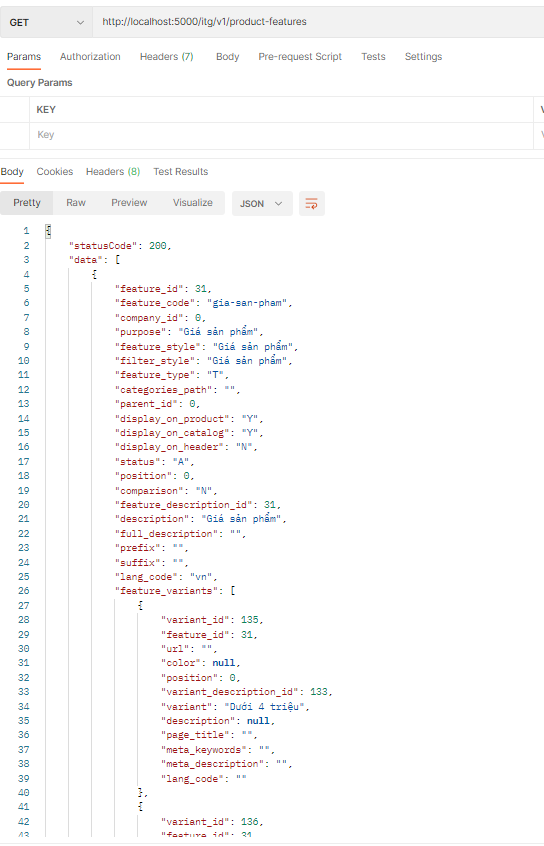 GET http://localhost:5000/itg/v1/product-features
Params Authorization Headers (7) Body Pre-request Script Tests Settings
Query Params
KEY
Key
Body Cookies Headers (8) Test Results
Pretty Raw Preview Visualize JSON
1 {
2 "statusCode": 200,
3 "data": [
4 {
5 "feature_id": 31,
6 "feature_code": "gia-san-pham",
7 "company_id": 0,
8 "purpose": "Giá sản phẩm",
9 "feature_style": "Giá sản phẩm",
10 "filter_style": "Giá sản phẩm",
11 "feature_type": "T",
12 "categories_path": "",
13 "parent_id": 0,
14 "display_on_product": "Y",
15 "display_on_catalog": "Y",
16 "display_on_header": "N",
17 "status": "A",
18 "position": 0,
19 "comparison": "N",
20 "feature_description_id": 31,
21 "description": "Giá sản phẩm",
22 "full_description": "",
23 "prefix": "",
24 "suffix": "",
25 "lang_code": "vn",
26 "feature_variants": [
27 {
28 "variant_id": 135,
29 "feature_id": 31,
30 "url": "",
31 "color": null,
32 "position": 0,
33 "variant_description_id": 133,
34 "variant": "Dưới 4 triệu",
35 "description": null,
36 "page_title": "",
37 "meta_keywords": "",
38 "meta_description": "",
39 "lang_code": ""
40 },
41 {
42 "variant_id": 136,
43 "feature_id": 31